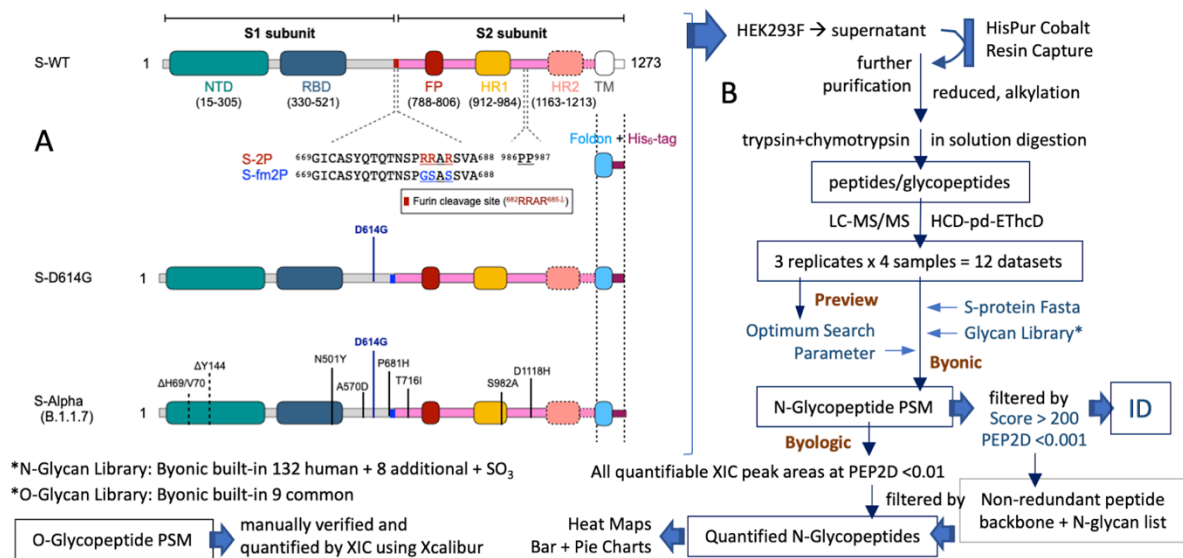 S1 subunit
S2 subunit
S-WT
1
1273
NTD
(15-305)
RBD
(330-521)
FP
(788-806)
HR1
(912-984)
HR2
(1163-1213)
TM
A
Foldon + His₆-tag
S-2P ⁶⁶⁹GICASYQTQTNSPRRARSVA⁶⁸⁸ ⁹⁸⁶PP⁹⁸⁷
S-fm2P ⁶⁶⁹GICASYQTQTNSPGSASSVA⁶⁸⁸
Furin cleavage site (⁶⁸²RRAR⁶⁸⁵↓)
D614G
S-D614G
1
D614G
ΔH69/V70
ΔY144
N501Y
A570D
P681H
T716I
S982A
D1118H
S-Alpha
(B.1.1.7)
1
*N-Glycan Library: Byonic built-in 132 human + 8 additional + SO₃
*O-Glycan Library: Byonic built-in 9 common
O-Glycopeptide PSM
manually verified and
quantified by XIC using Xcalibur
B
HEK293F → supernatant
HisPur Cobalt
Resin Capture
further
purification
reduced, alkylation
trypsin+chymotrypsin
in solution digestion
peptides/glycopeptides
LC-MS/MS
HCD-pd-EThcD
3 replicates x 4 samples = 12 datasets
Preview
S-protein Fasta
Optimum Search
Parameter
Glycan Library*
Byonic
N-Glycopeptide PSM
filtered by
Score > 200
PEP2D <0.001
ID
Byologic
All quantifiable XIC peak areas at PEP2D <0.01
filtered by
Non-redundant peptide
backbone + N-glycan list
Quantified N-Glycopeptides
Heat Maps
Bar + Pie Charts